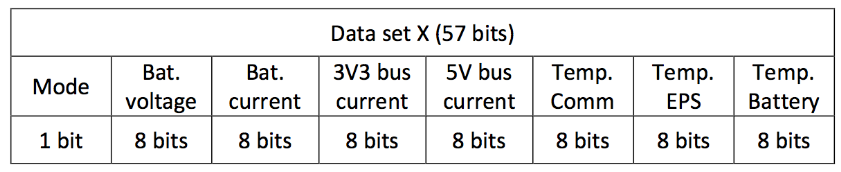 Data set X (57 bits)
Mode Bat. voltage Bat. current 3V3 bus current 5V bus current Temp. Comm Temp. EPS Temp. Battery
1 bit 8 bits 8 bits 8 bits 8 bits 8 bits 8 bits 8 bits